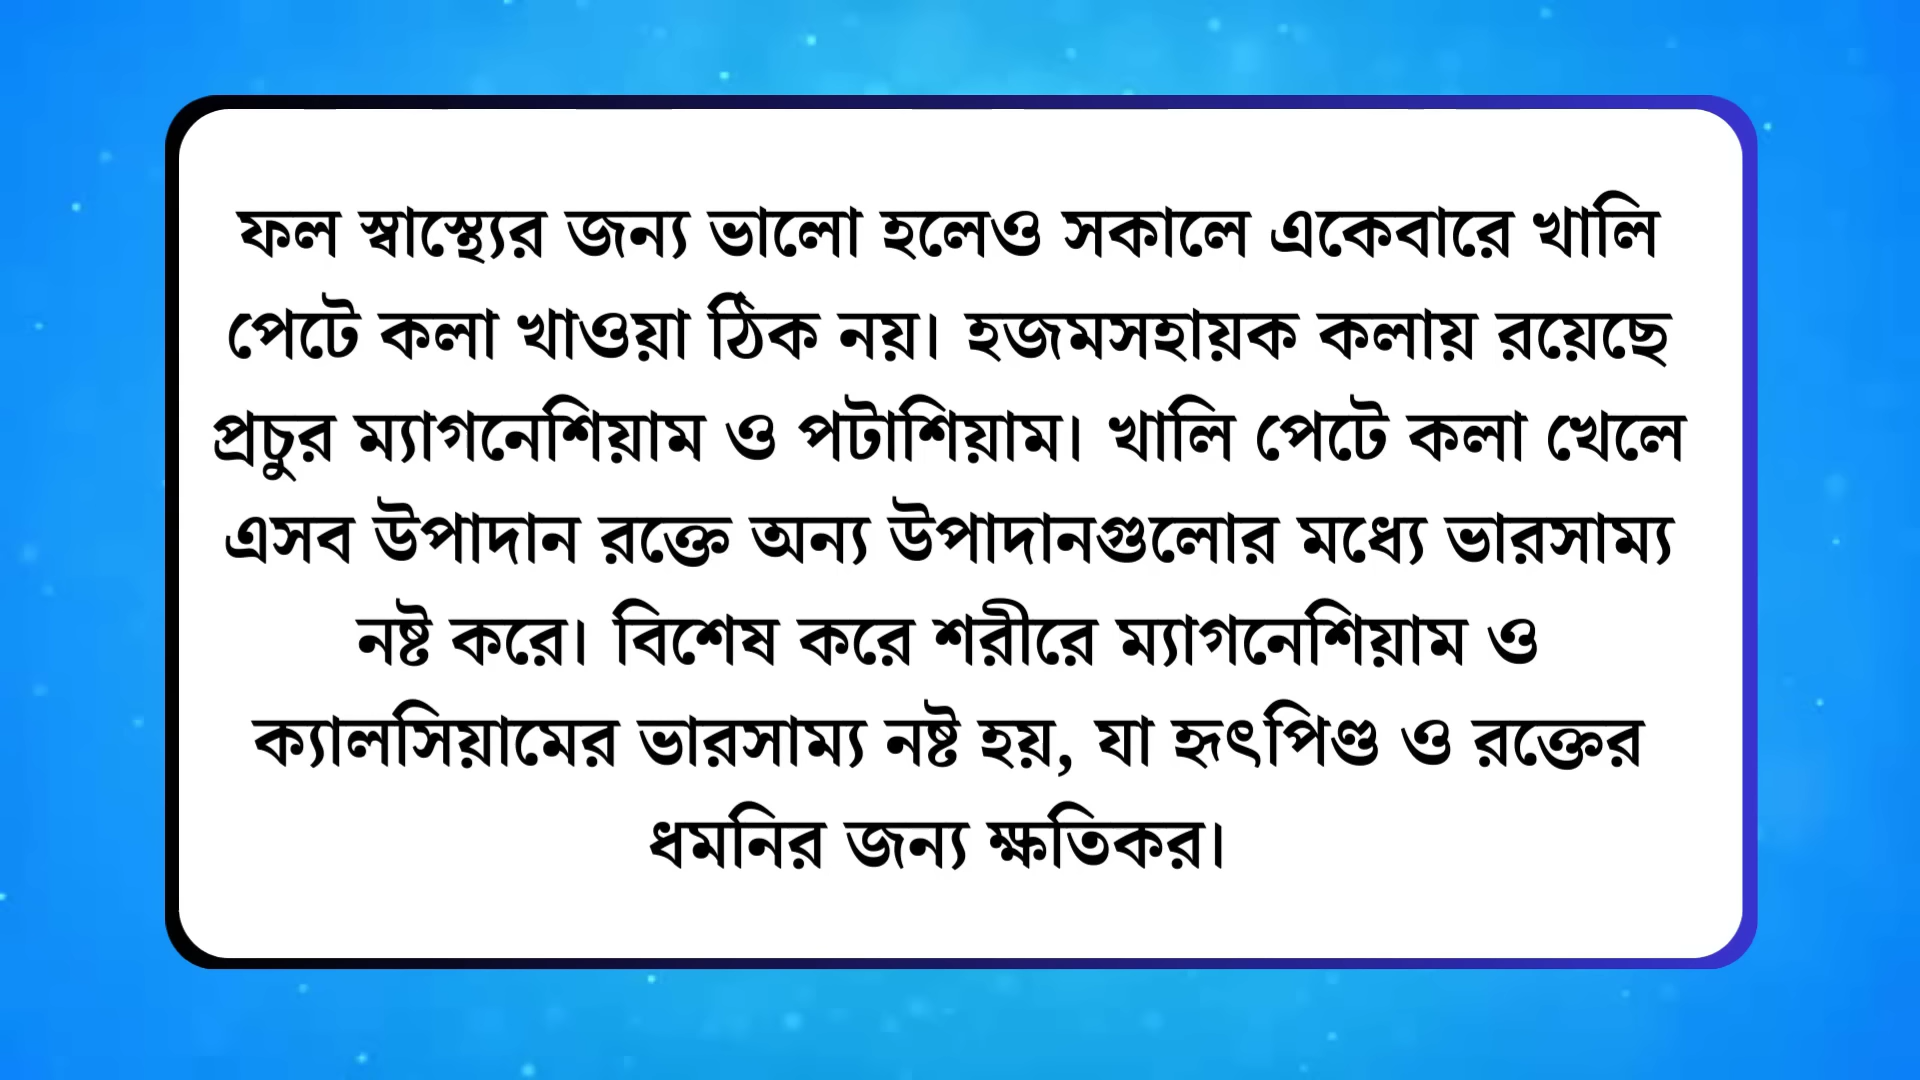 ফল স্বাস্থ্যের জন্য ভালো হলেও সকালে একেবারে খালি
পেটে কলা খাওয়া ঠিক নয়। হজমসহায়ক কলায় রয়েছে
প্রচুর ম্যাগনেশিয়াম ও পটাশিয়াম। খালি পেটে কলা খেলে
এসব উপাদান রক্তে অন্য উপাদানগুলোর মধ্যে ভারসাম্য
নষ্ট করে। বিশেষ করে শরীরে ম্যাগনেশিয়াম ও
ক্যালসিয়ামের ভারসাম্য নষ্ট হয়, যা হৃৎপিণ্ড ও রক্তের
ধমনির জন্য ক্ষতিকর।